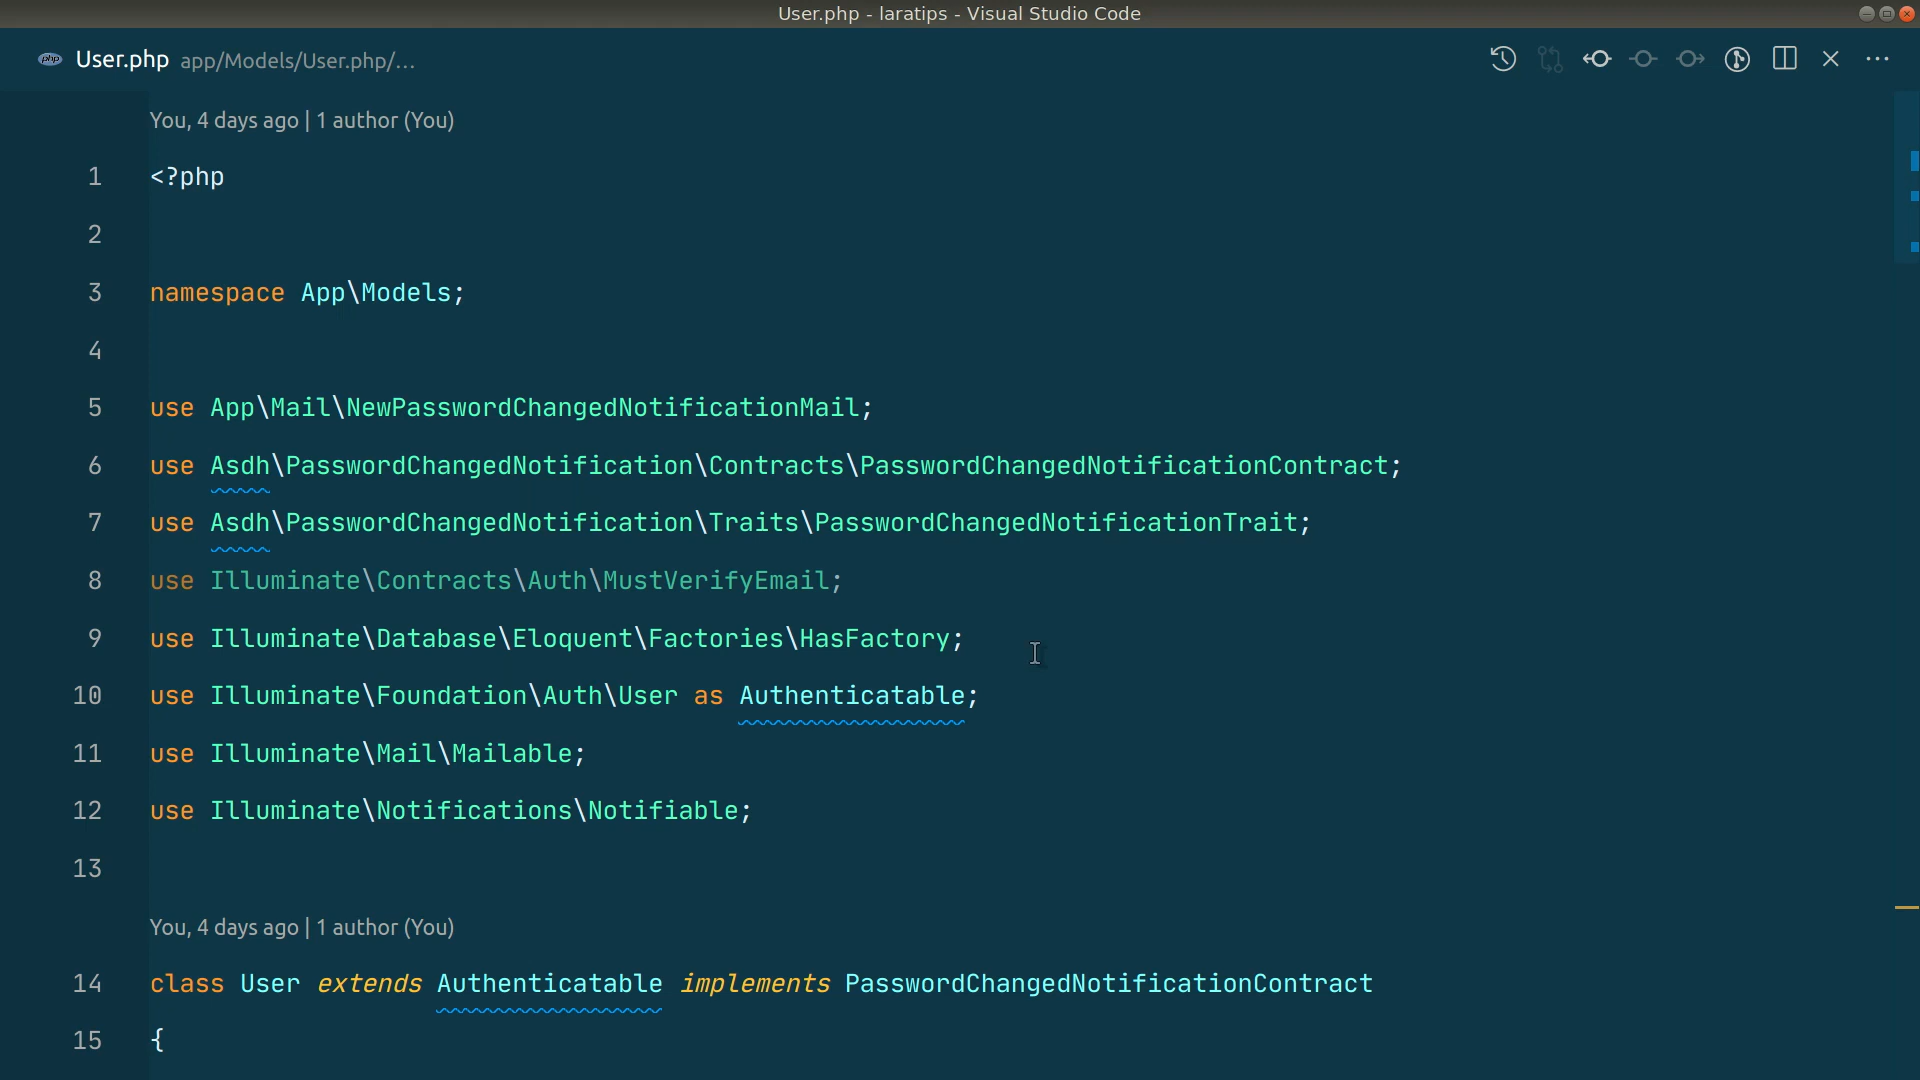 User.php - laratips - Visual Studio Code
php User.php app/Models/User.php/...
You, 4 days ago | 1 author (You)
1 <?php
2
3 namespace App\Models;
4
5 use App\Mail\NewPasswordChangedNotificationMail;
6 use Asdh\PasswordChangedNotification\Contracts\PasswordChangedNotificationContract;
7 use Asdh\PasswordChangedNotification\Traits\PasswordChangedNotificationTrait;
8 use Illuminate\Contracts\Auth\MustVerifyEmail;
9 use Illuminate\Database\Eloquent\Factories\HasFactory;
10 use Illuminate\Foundation\Auth\User as Authenticatable;
11 use Illuminate\Mail\Mailable;
12 use Illuminate\Notifications\Notifiable;
13
You, 4 days ago | 1 author (You)
14 class User extends Authenticatable implements PasswordChangedNotificationContract
15 {